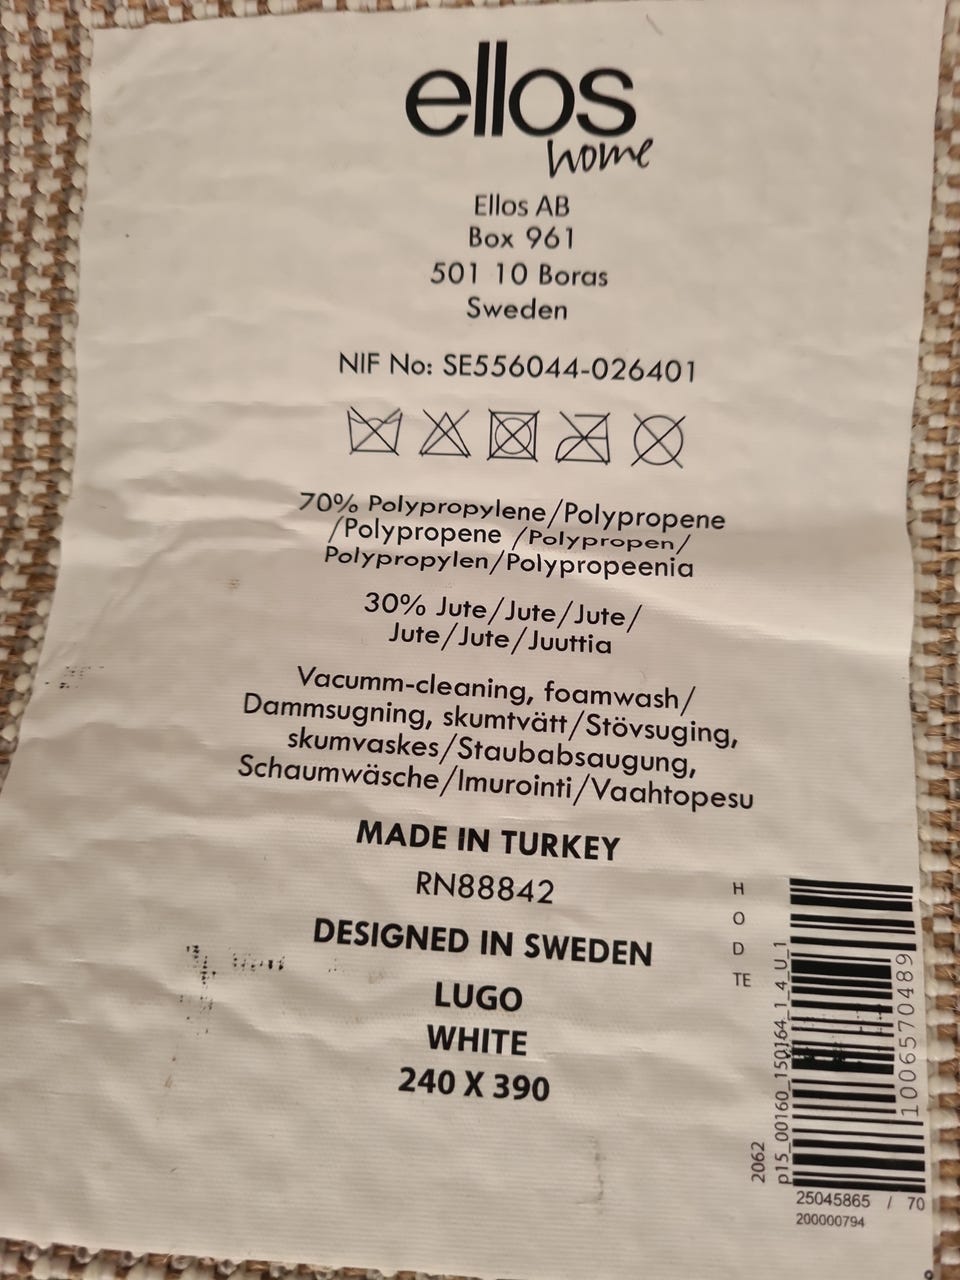 ellos
home
Ellos AB
Box 961
501 10 Boras
Sweden
NIF No: SE556044-026401
70% Polypropylene/Polypropene
/Polypropene /Polypropen/
Polypropylen/Polypropeenia
30% Jute/Jute/Jute/
Jute/Jute/Juuttia
Vacumm-cleaning, foamwash/
Dammsugning, skumtvätt/Stövsuging,
skumvaskes/Staubabsaugung,
Schaumwäsche/Imurointi/Vaahtopesu
MADE IN TURKEY
RN88842
DESIGNED IN SWEDEN
LUGO
WHITE
240 X 390
H
O
D
TE
2062
p15_00160_150164_1_4_U_1
1006570489
25045865 / 70
200000794